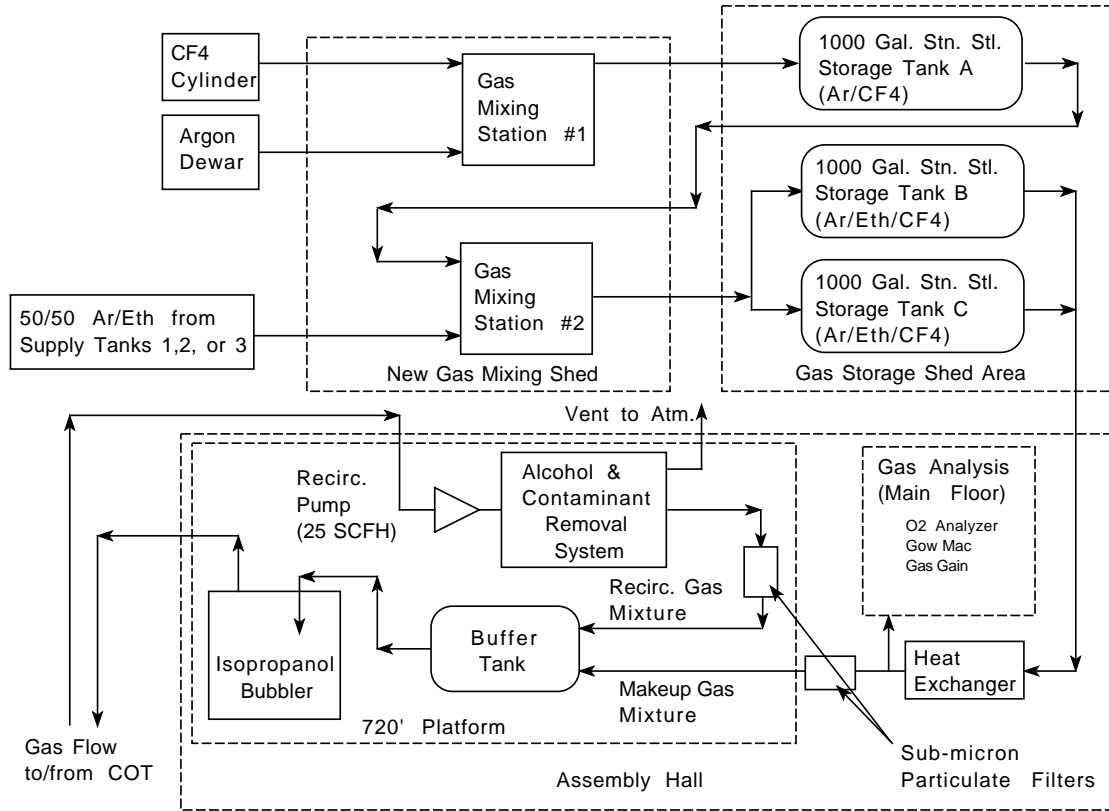 CF4
Cylinder
Argon
Dewar
Gas
Mixing
Station #1
1000 Gal. Stn. Stl.
Storage Tank A
(Ar/CF4)
1000 Gal. Stn. Stl.
Storage Tank B
(Ar/Eth/CF4)
50/50 Ar/Eth from
Supply Tanks 1,2, or 3
Gas
Mixing
Station #2
1000 Gal. Stn. Stl.
Storage Tank C
(Ar/Eth/CF4)
New Gas Mixing Shed
Gas Storage Shed Area
Vent to Atm.
Recirc.
Pump
(25 SCFH)
Alcohol &
Contaminant
Removal
System
Gas Analysis
(Main Floor)
O2 Analyzer
Gow Mac
Gas Gain
Recirc. Gas
Mixture
Isopropanol
Bubbler
Buffer
Tank
Heat
Exchanger
Makeup Gas
Mixture
720' Platform
Gas Flow
to/from COT
Assembly Hall
Sub-micron
Particulate Filters